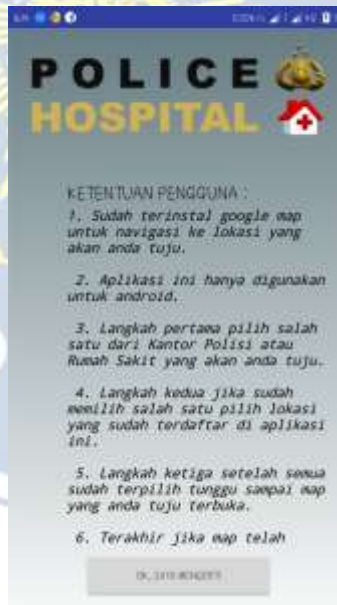 POLICE
HOSPITAL
KETENTUAN PENGGUNA :
1. Sudah terinstal google map
untuk navigasi ke lokasi yang
akan anda tuju.
2. Aplikasi ini hanya digunakan
untuk android.
3. Langkah pertama pilih salah
satu dari Kantor Polisi atau
Rumah Sakit yang akan anda tuju.
4. Langkah kedua jika sudah
memilih salah satu pilih lokasi
yang sudah terdaftar di aplikasi
ini.
5. Langkah ketiga setelah semua
sudah terpilih tunggu sampai map
yang anda tuju terbuka.
6. Terakhir jika map telah
OK, SAYA MENGERTI